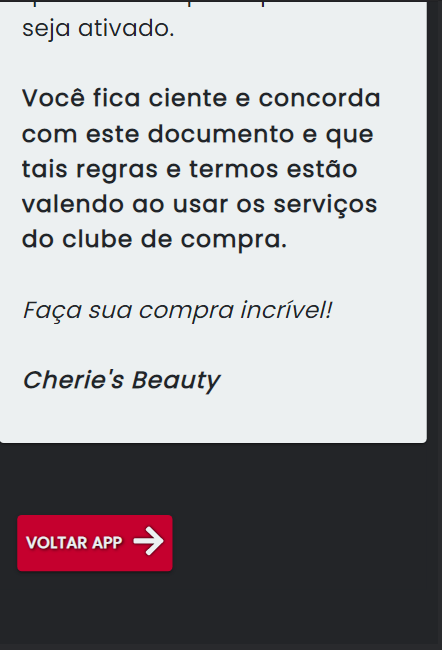 seja ativado.
Você fica ciente e concorda
com este documento e que
tais regras e termos estão
valendo ao usar os serviços
do clube de compra.
Faça sua compra incrível!
Cherie's Beauty
VOLTAR APP